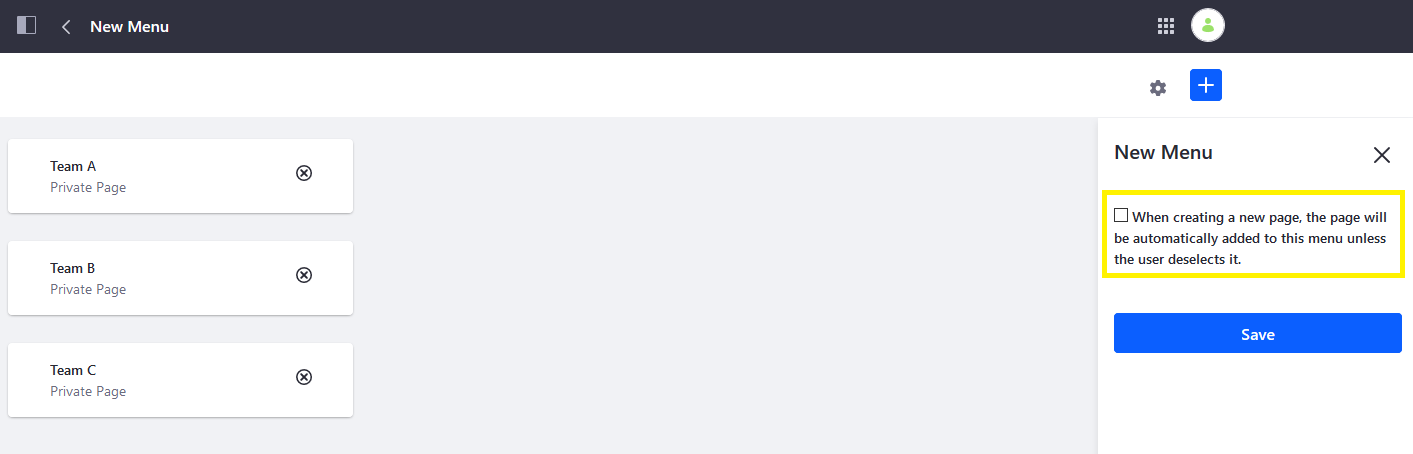 New Menu
Team A
Private Page
Team B
Private Page
Team C
Private Page
New Menu
When creating a new page, the page will
be automatically added to this menu unless
the user deselects it.
Save